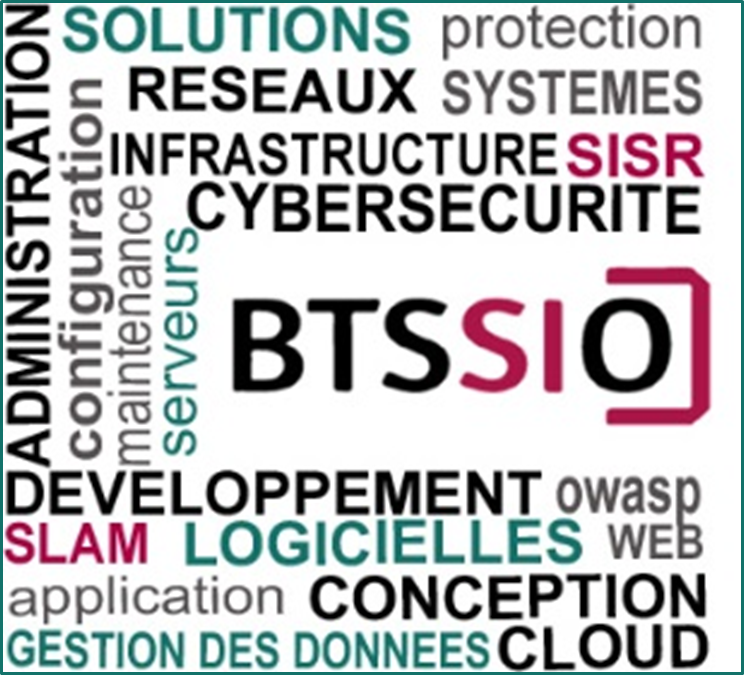 SOLUTIONS protection
RESEAUX SYSTEMES
INFRASTRUCTURE SISR
CYBERSECURITE
ADMINISTRATION
configuration
maintenance
serveurs
BTSSIO
DEVELOPPEMENT owasp
SLAM LOGICIELLES WEB
application CONCEPTION
GESTION DES DONNEES CLOUD